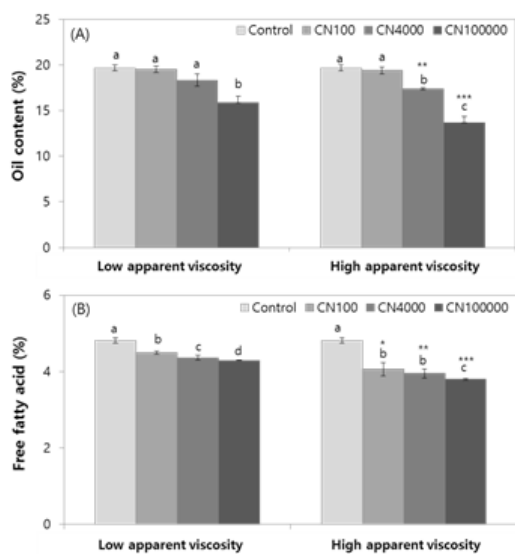 (A) Control CN100 CN4000 CN100000
Oil content (%)
25
20
15
10
5
0
a a a b
a a ** b *** c
Low apparent viscosity High apparent viscosity
(B) Control CN100 CN4000 CN100000
Free fatty acid (%)
6
4
2
0
a b c d
a * b ** b *** c
Low apparent viscosity High apparent viscosity